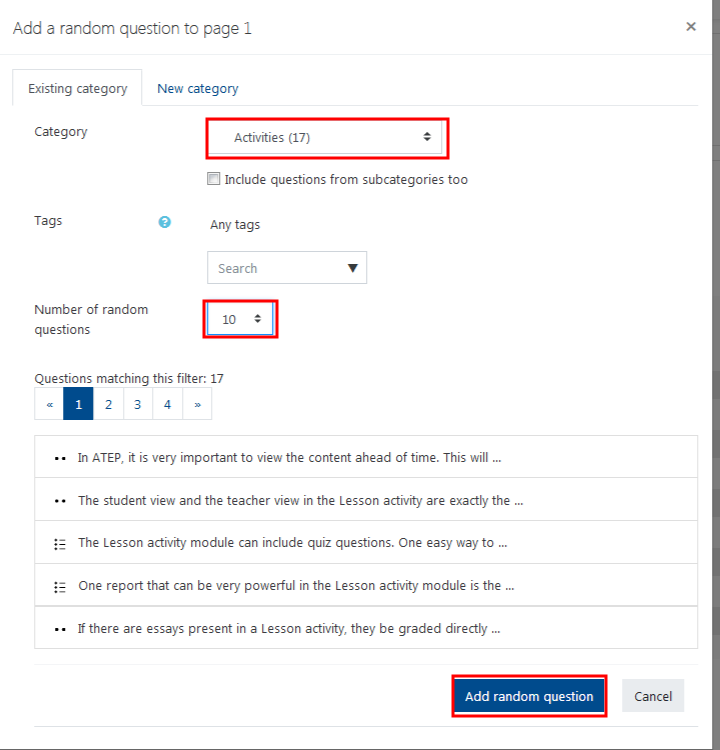 Add a random question to page 1 ×
Existing category New category
Category Activities (17)
Include questions from subcategories too
Tags ? Any tags
Search ▼
Number of random questions 10
Questions matching this filter: 17
« 1 2 3 4 »
In ATEP, it is very important to view the content ahead of time. This will ...
The student view and the teacher view in the Lesson activity are exactly the ...
The Lesson activity module can include quiz questions. One easy way to ...
One report that can be very powerful in the Lesson activity module is the ...
If there are essays present in a Lesson activity, they be graded directly ...
Add random question Cancel